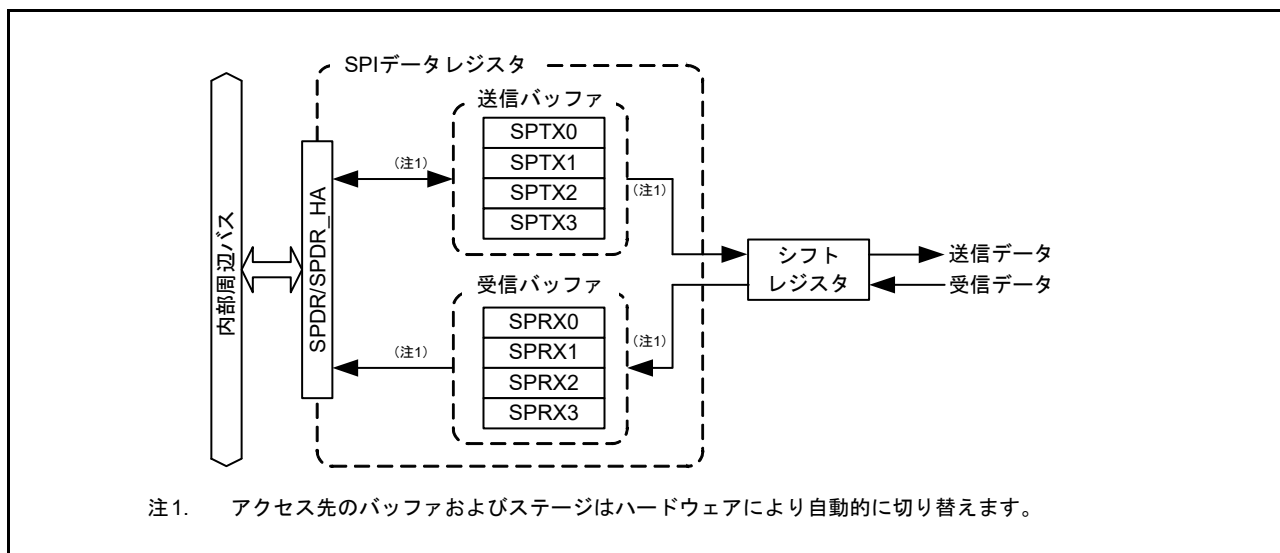 SPIデータレジスタ
送信バッファ
SPTX0
SPTX1
SPTX2
SPTX3
(注1)
(注1)
内部周辺バス
SPDR/SPDR_HA
シフト
レジスタ
送信データ
受信データ
受信バッファ
SPRX0
SPRX1
SPRX2
SPRX3
(注1)
(注1)
注1. アクセス先のバッファおよびステージはハードウェアにより自動的に切り替えます。